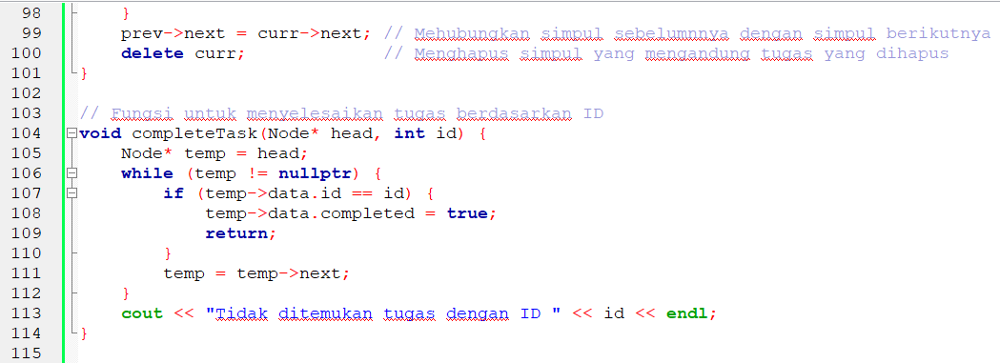 98 }
99 prev->next = curr->next; // Mehubungkan simpul sebelumnnya dengan simpul berikutnya
100 delete curr; // Menghapus simpul yang mengandung tugas yang dihapus
101 }
102
103 // Fungsi untuk menyelesaikan tugas berdasarkan ID
104 void completeTask(Node* head, int id) {
105 Node* temp = head;
106 while (temp != nullptr) {
107 if (temp->data.id == id) {
108 temp->data.completed = true;
109 return;
110 }
111 temp = temp->next;
112 }
113 cout << "Tidak ditemukan tugas dengan ID " << id << endl;
114 }
115